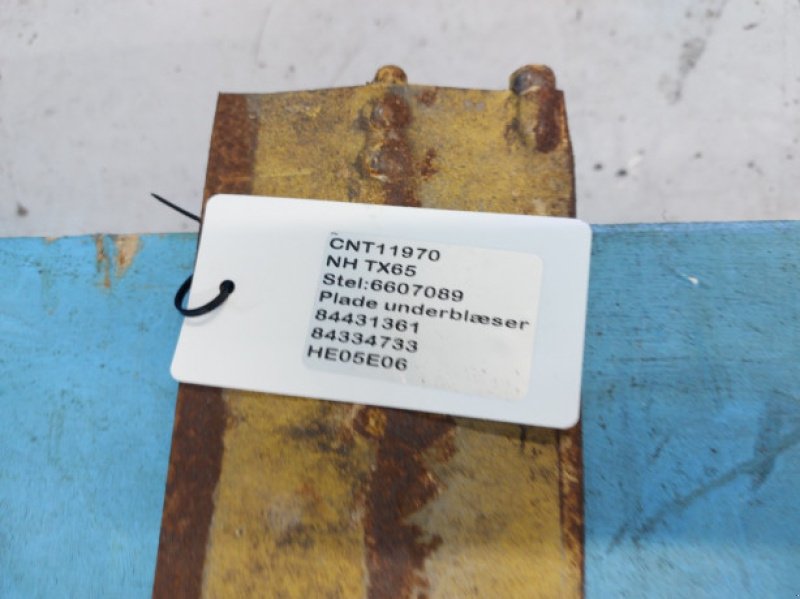 CNT11970
NH TX65
Stel:6607089
Plade underblæser
84431361
84334733
HE05E06